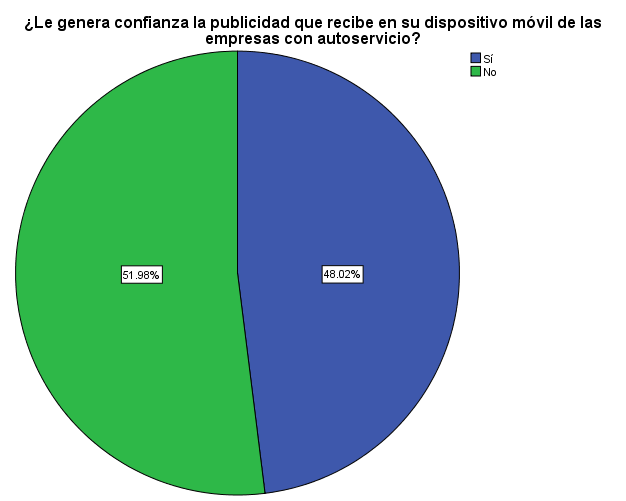 ¿Le genera confianza la publicidad que recibe en su dispositivo móvil de las
empresas con autoservicio?
Sí
No
51.98%
48.02%